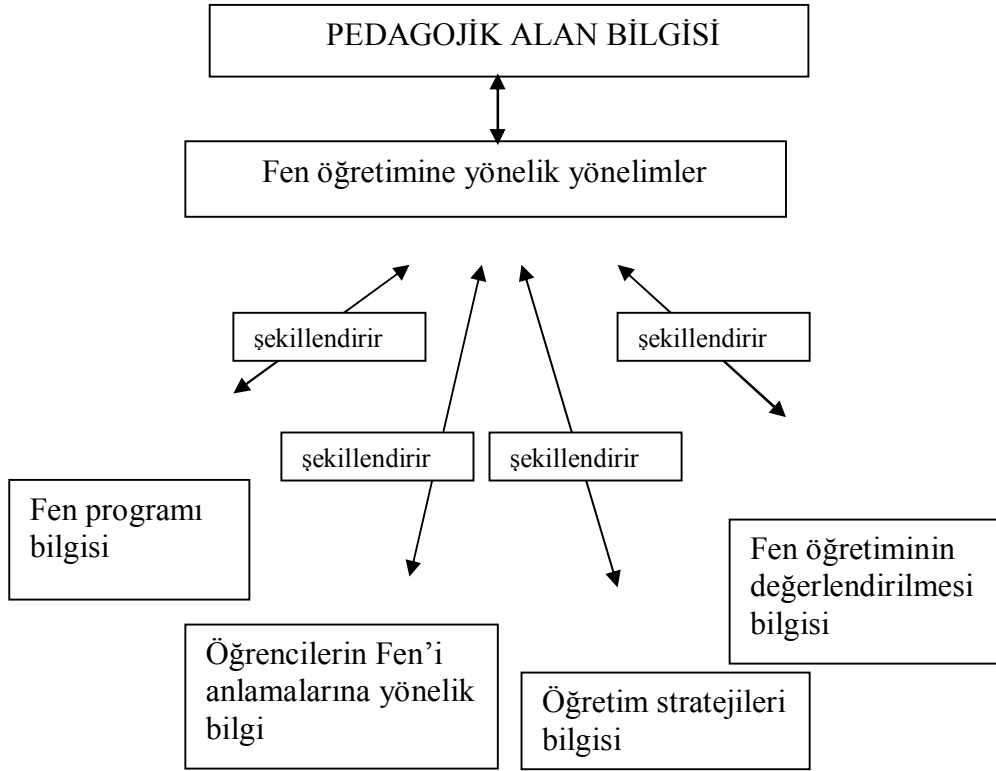 PEDAGOJİK ALAN BİLGİSİ
Fen öğretimine yönelik yönelimler
şekillendirir
şekillendirir
şekillendirir
şekillendirir
Fen programı
bilgisi
Öğrencilerin Fen’i
anlamalarına yönelik
bilgi
Öğretim stratejileri
bilgisi
Fen öğretiminin
değerlendirilmesi
bilgisi